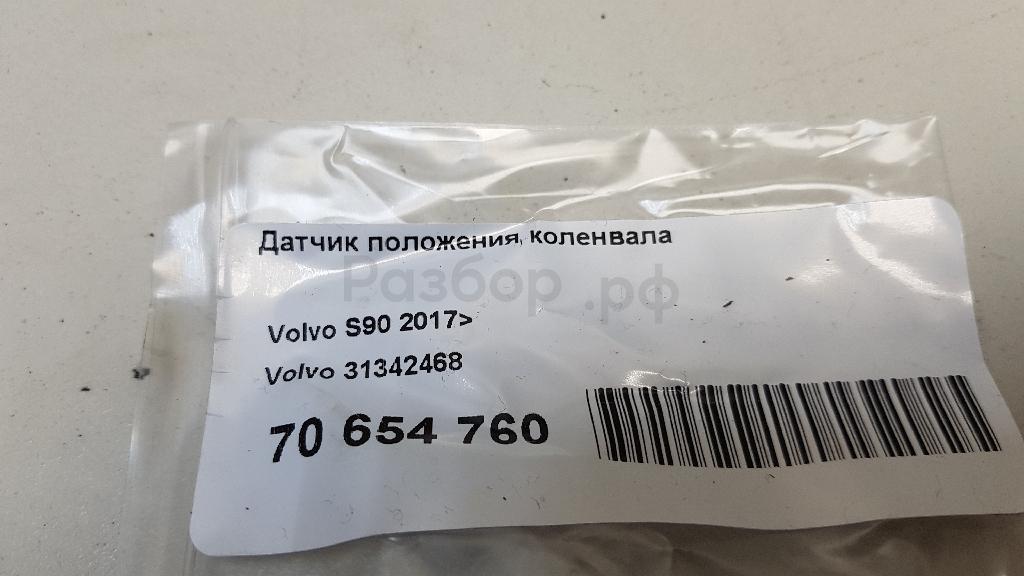 Датчик положения коленвала
Разбор.рф
Volvo S90 2017>
Volvo 31342468
70 654 760